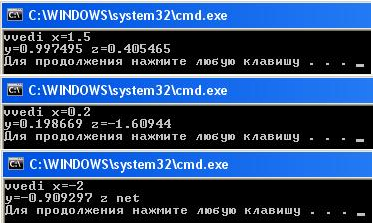 C:\WINDOWS\system32\cmd.exe
vvedi x=1.5
y=0.997495 z=0.405465
Для продолжения нажмите любую клавишу . . . _
C:\WINDOWS\system32\cmd.exe
vvedi x=0.2
y=0.198669 z=-1.60944
Для продолжения нажмите любую клавишу . . . _
C:\WINDOWS\system32\cmd.exe
vvedi x=-2
y=-0.909297 z net
Для продолжения нажмите любую клавишу . . . _